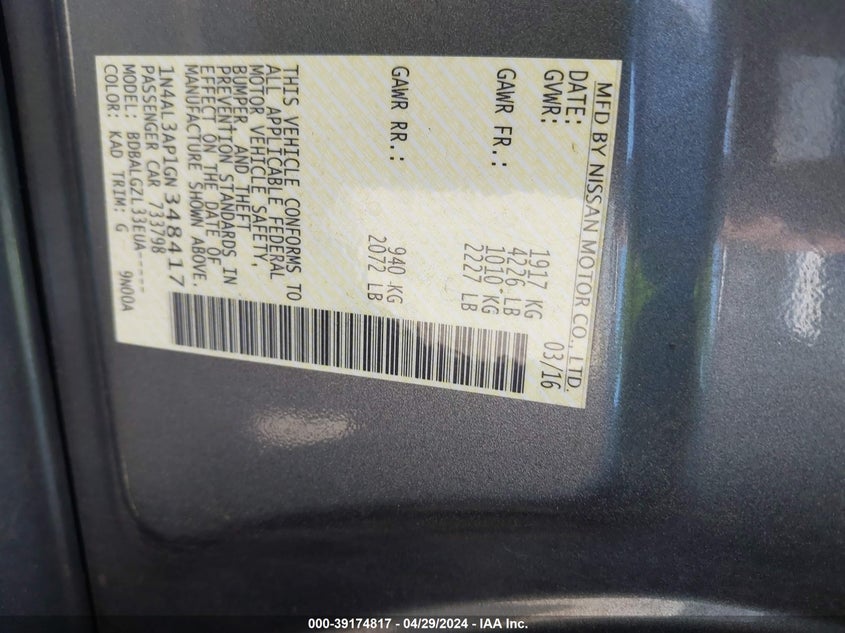 MFD BY NISSAN MOTOR CO., LTD.
DATE: 03/16
GVWR: 1917 KG
4226 LB
GAWR FR.: 1010 KG
2227 LB
GAWR RR.: 940 KG
2072 LB
THIS VEHICLE CONFORMS TO
ALL APPLICABLE FEDERAL
MOTOR VEHICLE SAFETY,
BUMPER, AND THEFT
PREVENTION STANDARDS IN
EFFECT ON THE DATE OF
MANUFACTURE SHOWN ABOVE.
1N4AL3AP1GN348417
PASSENGER CAR 733798
MODEL: BDBALGZL33EUA-----
COLOR: KAD TRIM: G 9N00A
000-39174817 - 04/29/2024 - IAA Inc.